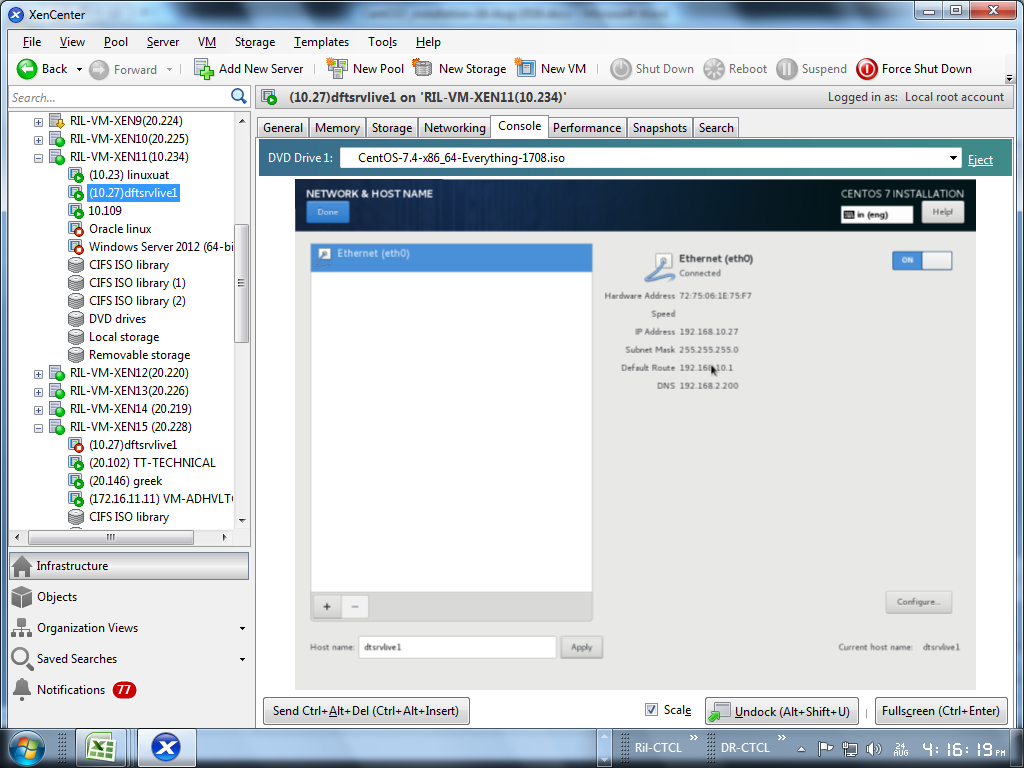 XenCenter
File View Pool Server VM Storage Templates Tools Help
Back Forward Add New Server New Pool New Storage New VM Shut Down Reboot Suspend Force Shut Down
Search...
(10.27)dftsrvlive1 on 'RIL-VM-XEN11(10.234)'
Logged in as: Local root account
RIL-VM-XEN9(20.224)
RIL-VM-XEN10(20.225)
RIL-VM-XEN11(10.234)
(10.23) linuxuat
(10.27)dftsrvlive1
10.109
Oracle linux
Windows Server 2012 (64-bi
CIFS ISO library
CIFS ISO library (1)
CIFS ISO library (2)
DVD drives
Local storage
Removable storage
RIL-VM-XEN12(20.220)
RIL-VM-XEN13(20.226)
RIL-VM-XEN14 (20.219)
RIL-VM-XEN15 (20.228)
(10.27)dftsrvlive1
(20.102) TT-TECHNICAL
(20.146) greek
(172.16.11.11) VM-ADHVLT
CIFS ISO library
Infrastructure
Objects
Organization Views
Saved Searches
Notifications 77
General Memory Storage Networking Console Performance Snapshots Search
DVD Drive 1: CentOS-7.4-x86_64-Everything-1708.iso Eject
NETWORK & HOST NAME
Done
CENTOS 7 INSTALLATION
in (eng) Help!
Ethernet (eth0)
Ethernet (eth0)
Connected
ON
Hardware Address 72:75:06:1E:75:F7
Speed
IP Address 192.168.10.27
Subnet Mask 255.255.255.0
Default Route 192.168.10.1
DNS 192.168.2.200
+ −
Configure...
Host name: dtsrvlive1 Apply
Current host name: dtsrvlive1
Send Ctrl+Alt+Del (Ctrl+Alt+Insert)
Scale
Undock (Alt+Shift+U)
Fullscreen (Ctrl+Enter)
Ril-CTCL
DR-CTCL
24 AUG
4:16:19 PM